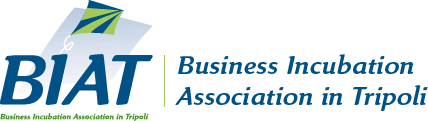 BIAT
Business Incubation Association in Tripoli
Business Incubation
Association in Tripoli